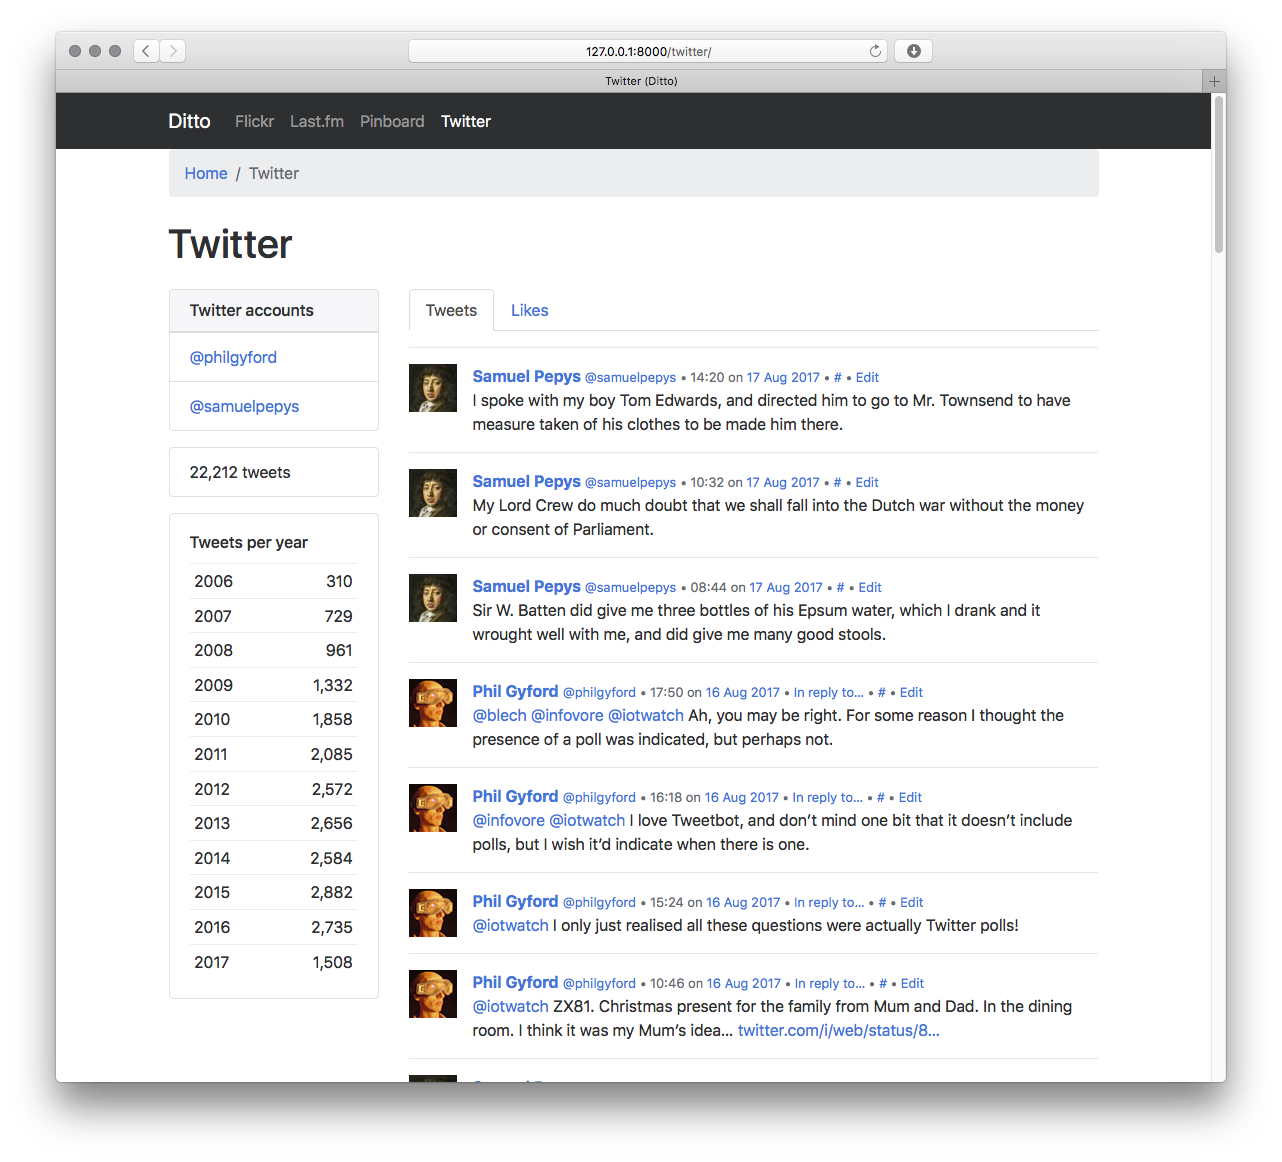 127.0.0.1:8000/twitter/
Twitter (Ditto)
Ditto Flickr Last.fm Pinboard Twitter
Home / Twitter
Twitter
Twitter accounts
@philgyford
@samuelpepys
22,212 tweets
Tweets per year
2006 310
2007 729
2008 961
2009 1,332
2010 1,858
2011 2,085
2012 2,572
2013 2,656
2014 2,584
2015 2,882
2016 2,735
2017 1,508
Tweets Likes
Samuel Pepys @samuelpepys • 14:20 on 17 Aug 2017 • # • Edit
I spoke with my boy Tom Edwards, and directed him to go to Mr. Townsend to have
measure taken of his clothes to be made him there.
Samuel Pepys @samuelpepys • 10:32 on 17 Aug 2017 • # • Edit
My Lord Crew do much doubt that we shall fall into the Dutch war without the money
or consent of Parliament.
Samuel Pepys @samuelpepys • 08:44 on 17 Aug 2017 • # • Edit
Sir W. Batten did give me three bottles of his Epsum water, which I drank and it
wrought well with me, and did give me many good stools.
Phil Gyford @philgyford • 17:50 on 16 Aug 2017 • In reply to… • # • Edit
@blech @infovore @iotwatch Ah, you may be right. For some reason I thought the
presence of a poll was indicated, but perhaps not.
Phil Gyford @philgyford • 16:18 on 16 Aug 2017 • In reply to… • # • Edit
@infovore @iotwatch I love Tweetbot, and don’t mind one bit that it doesn’t include
polls, but I wish it’d indicate when there is one.
Phil Gyford @philgyford • 15:24 on 16 Aug 2017 • In reply to… • # • Edit
@iotwatch I only just realised all these questions were actually Twitter polls!
Phil Gyford @philgyford • 10:46 on 16 Aug 2017 • In reply to… • # • Edit
@iotwatch ZX81. Christmas present for the family from Mum and Dad. In the dining
room. I think it was my Mum’s idea… twitter.com/i/web/status/8…